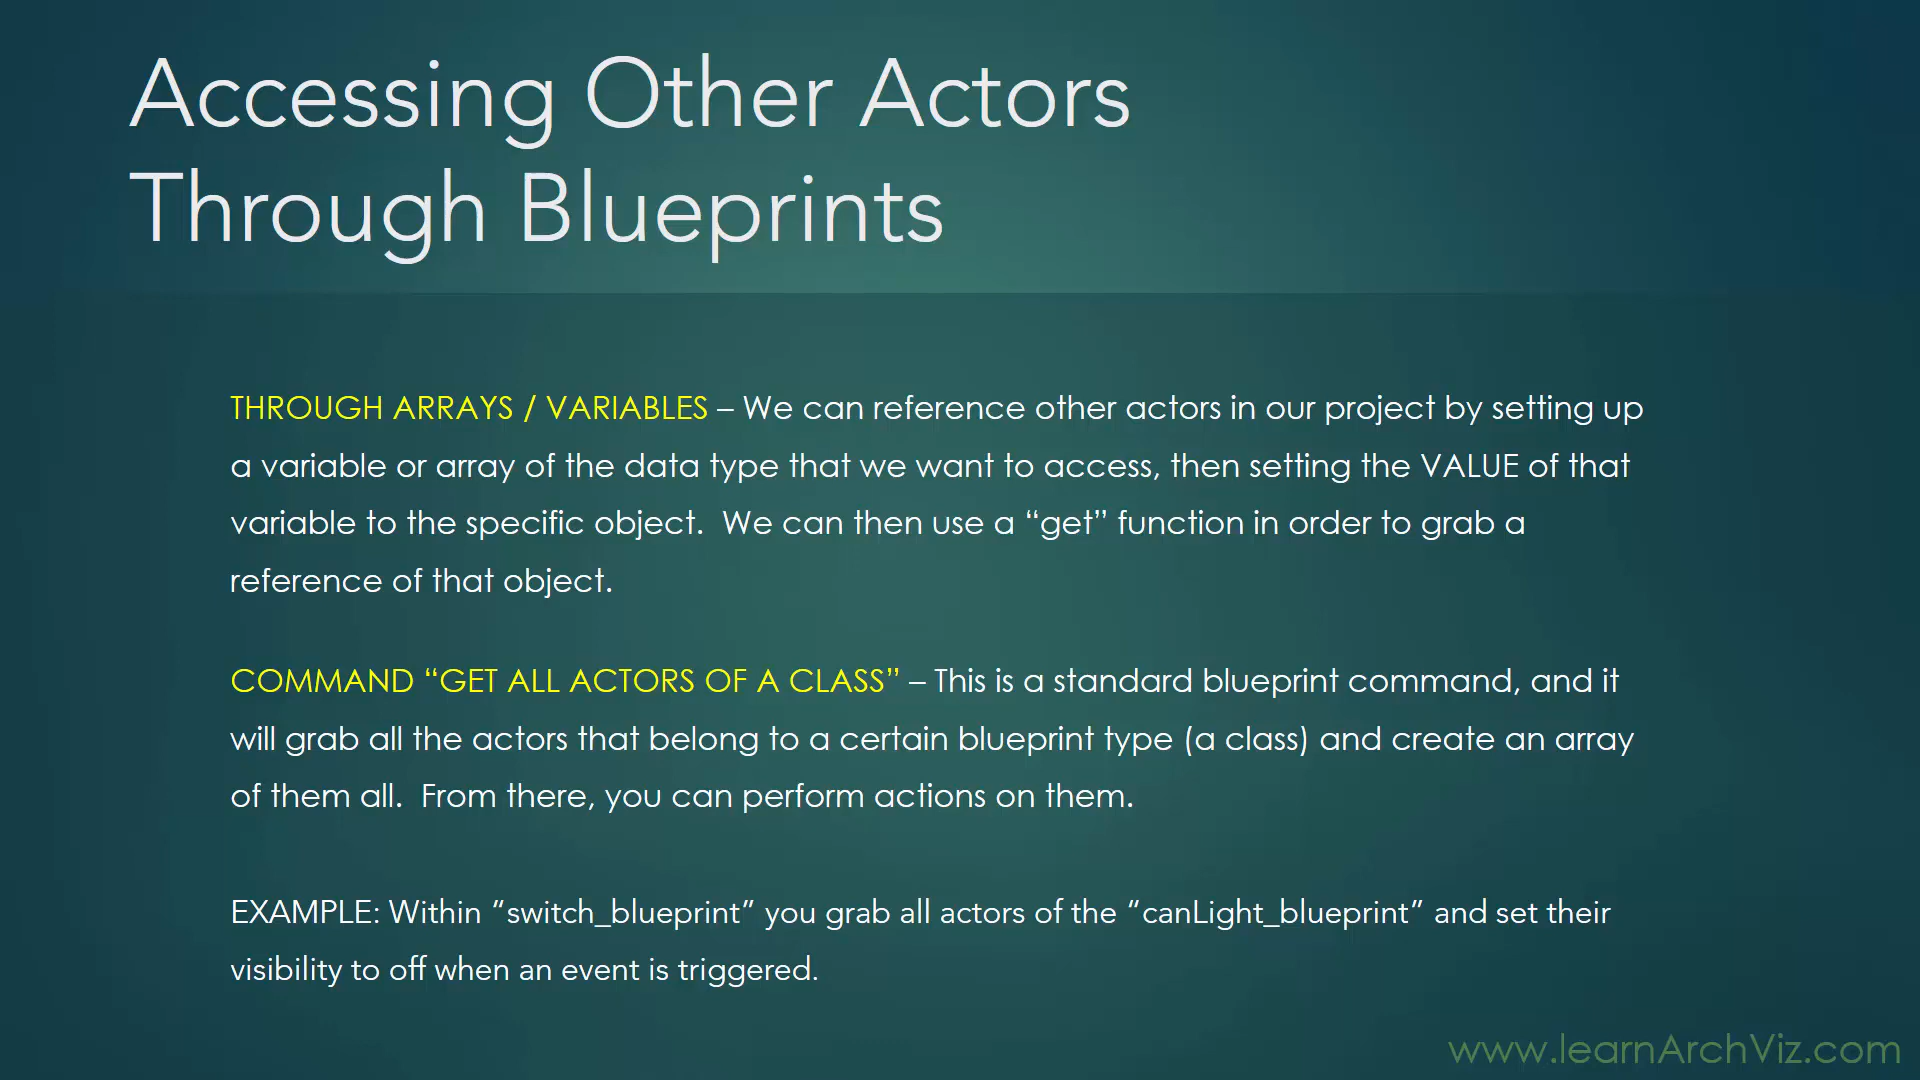 Accessing Other Actors
Through Blueprints
THROUGH ARRAYS / VARIABLES – We can reference other actors in our project by setting up
a variable or array of the data type that we want to access, then setting the VALUE of that
variable to the specific object.  We can then use a “get” function in order to grab a
reference of that object.
COMMAND “GET ALL ACTORS OF A CLASS” – This is a standard blueprint command, and it
will grab all the actors that belong to a certain blueprint type (a class) and create an array
of them all.  From there, you can perform actions on them.
EXAMPLE: Within “switch_blueprint” you grab all actors of the “canLight_blueprint” and set their
visibility to off when an event is triggered.
www.learnArchViz.com